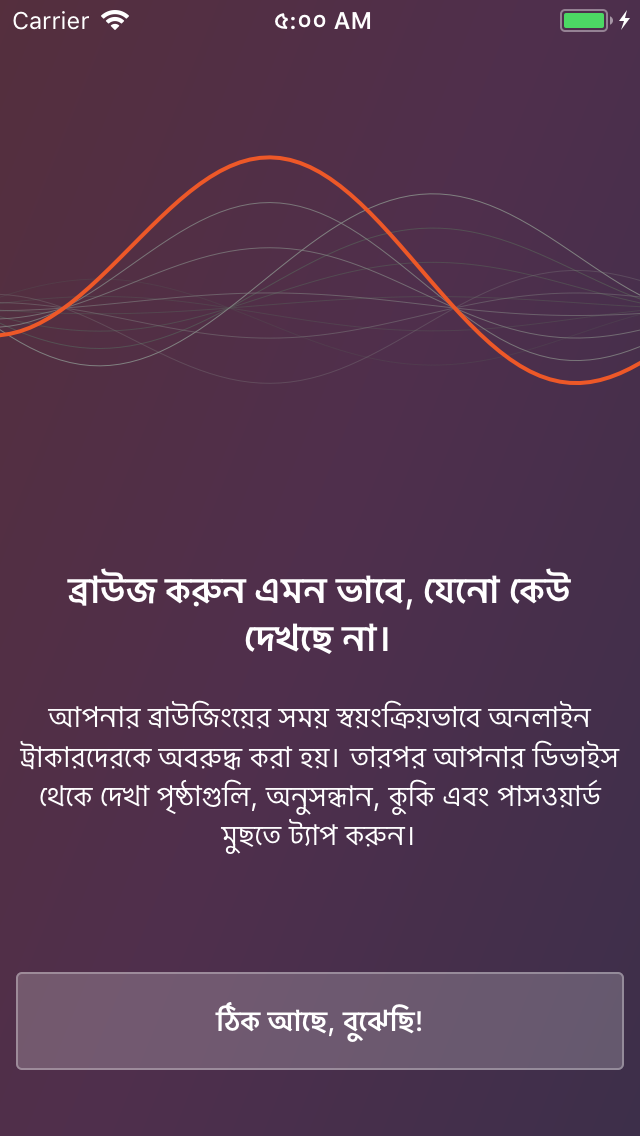 Carrier ৫:০০ AM
ব্রাউজ করুন এমন ভাবে, যেনো কেউ
দেখছে না।
আপনার ব্রাউজিংয়ের সময় স্বয়ংক্রিয়ভাবে অনলাইন
ট্রাকারদেরকে অবরুদ্ধ করা হয়। তারপর আপনার ডিভাইস
থেকে দেখা পৃষ্ঠাগুলি, অনুসন্ধান, কুকি এবং পাসওয়ার্ড
মুছতে ট্যাপ করুন।
ঠিক আছে, বুঝেছি!